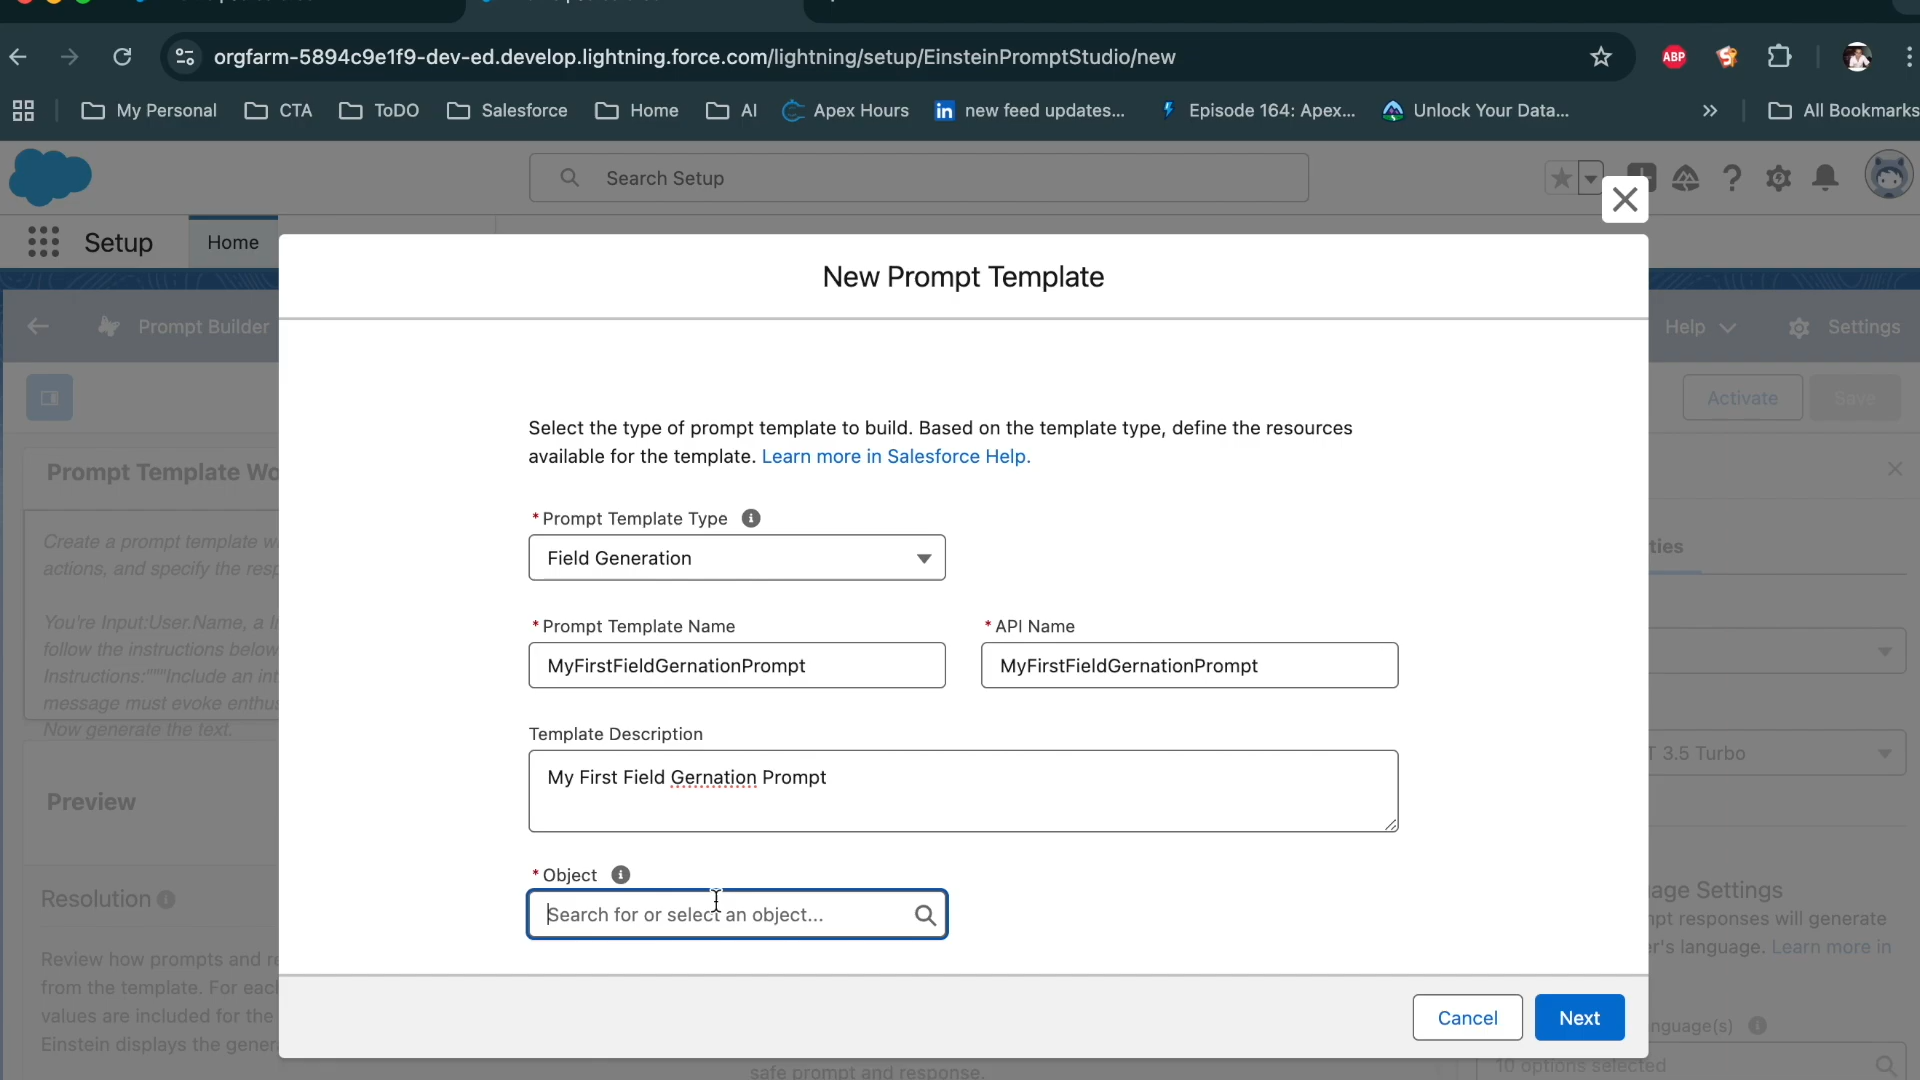 orgfarm-5894c9e1f9-dev-ed.develop.lightning.force.com/lightning/setup/EinsteinPromptStudio/new
ABP
My Personal
CTA
ToDO
Salesforce
Home
AI
Apex Hours
new feed updates...
Episode 164: Apex...
Unlock Your Data...
All Bookmarks
Search Setup
Setup
Home
New Prompt Template
Prompt Builder
Help
Settings
Activate
Save
Prompt Template Wo
Create a prompt template w
actions, and specify the resp
You're Input:User.Name, a
follow the instructions below
Instructions:"""Include an int
message must evoke enthus
Now generate the text.
Preview
Resolution
Review how prompts and re
from the template. For each
values are included for the
Einstein displays the gener
Select the type of prompt template to build. Based on the template type, define the resources
available for the template. Learn more in Salesforce Help.
* Prompt Template Type
Field Generation
* Prompt Template Name
MyFirstFieldGernationPrompt
* API Name
MyFirstFieldGernationPrompt
Template Description
My First Field Gernation Prompt
* Object
Search for or select an object...
Cancel
Next
ties
T 3.5 Turbo
age Settings
npt responses will generate
er's language. Learn more in
nguage(s)
10 options selected
safe prompt and response.